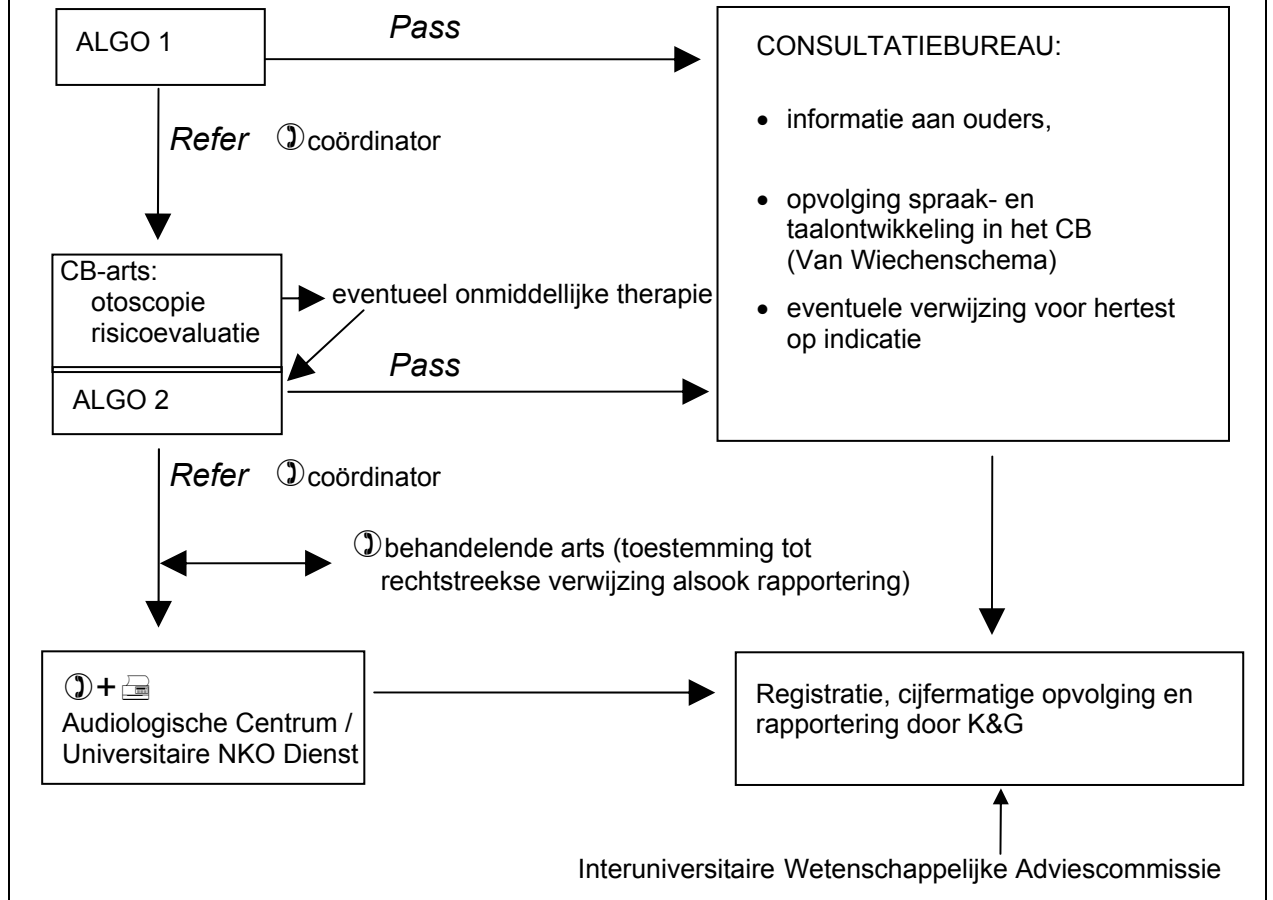 ALGO 1
Pass
Refer coördinator
CB-arts:
otoscopie
risicoevaluatie
eventueel onmiddellijke therapie
ALGO 2
Pass
Refer coördinator
behandelende arts (toestemming tot
rechtstreekse verwijzing alsook rapportering)
+
Audiologische Centrum /
Universitaire NKO Dienst
CONSULTATIEBUREAU:
• informatie aan ouders,
• opvolging spraak- en
taalontwikkeling in het CB
(Van Wiechenschema)
• eventuele verwijzing voor hertest
op indicatie
Registratie, cijfermatige opvolging en
rapportering door K&G
Interuniversitaire Wetenschappelijke Adviescommissie